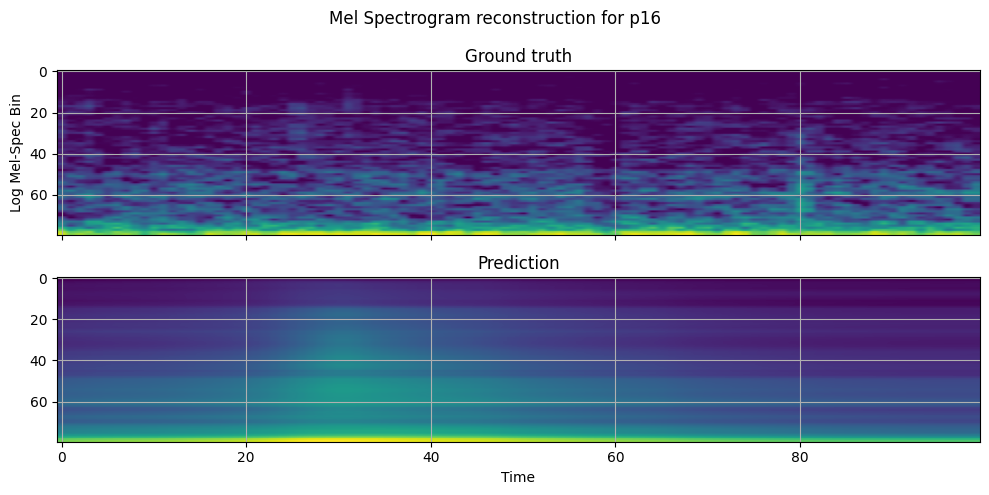 Mel Spectrogram reconstruction for p16
Ground truth
Log Mel-Spec Bin
0
20
40
60
Prediction
0
20
40
60
0 20 40 60 80
Time